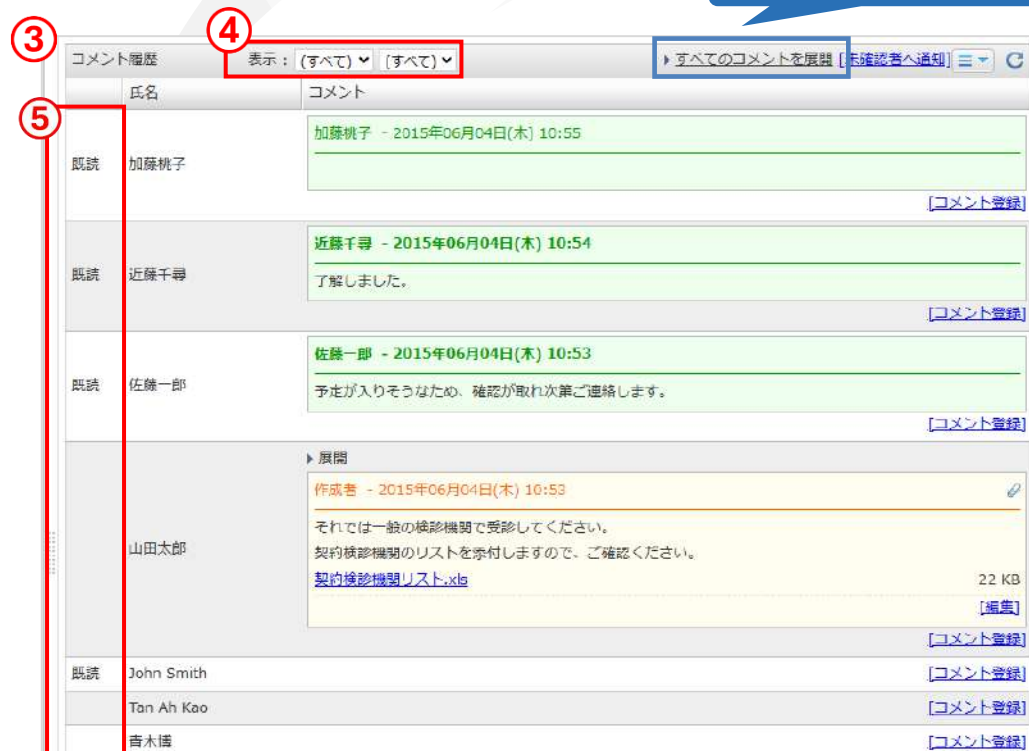 ③
④
コメント履歴 表示： (すべて) [すべて) すべてのコメントを展開 [未確認者へ通知]
氏名 コメント
⑤
加藤桃子 - 2015年06月04日(木) 10:55
既読 加藤桃子
[コメント登録]
近藤千尋 - 2015年06月04日(木) 10:54
既読 近藤千尋
了解しました。
[コメント登録]
佐藤一郎 - 2015年06月04日(木) 10:53
既読 佐藤一郎
予定が入りそうなため、確認が取れ次第ご連絡します。
[コメント登録]
展開
作成者 - 2015年06月04日(木) 10:53
それでは一般の検診機関で受診してください。
山田太郎
契約検診機関のリストを添付しますので、ご確認ください。
契約検診機関リスト.xls 22 KB
[編集]
[コメント登録]
既読 John Smith [コメント登録]
Tan Ah Kao [コメント登録]
青木博 [コメント登録]